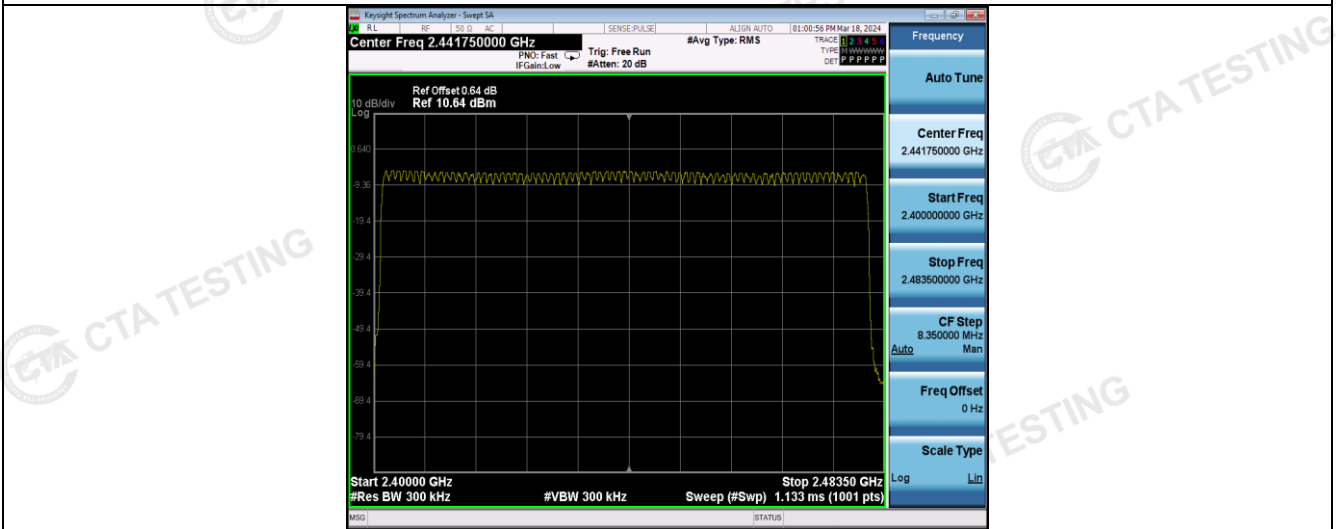 Keysight Spectrum Analyzer - Swept SA
RL RF 50 Ω AC SENSE:PULSE ALIGN AUTO 01:00:56 PM Mar 18, 2024
Center Freq 2.441750000 GHz #Avg Type: RMS TRACE 1 2 3 4 5 6
PNO: Fast Trig: Free Run TYPE M WWWWW
IFGain:Low #Atten: 20 dB DET P P P P P P
Ref Offset 0.64 dB
10 dB/div Ref 10.64 dBm
Log
0.640
-9.36
-19.4
-29.4
-39.4
-49.4
-59.4
-69.4
-79.4
Start 2.40000 GHz Stop 2.48350 GHz
#Res BW 300 kHz #VBW 300 kHz Sweep (#Swp) 1.133 ms (1001 pts)
MSG STATUS
Frequency
Auto Tune
Center Freq
2.441750000 GHz
Start Freq
2.400000000 GHz
Stop Freq
2.483500000 GHz
CF Step
8.350000 MHz
Auto Man
Freq Offset
0 Hz
Scale Type
Log Lin
CTA TESTING
CTA TESTING
TESTING